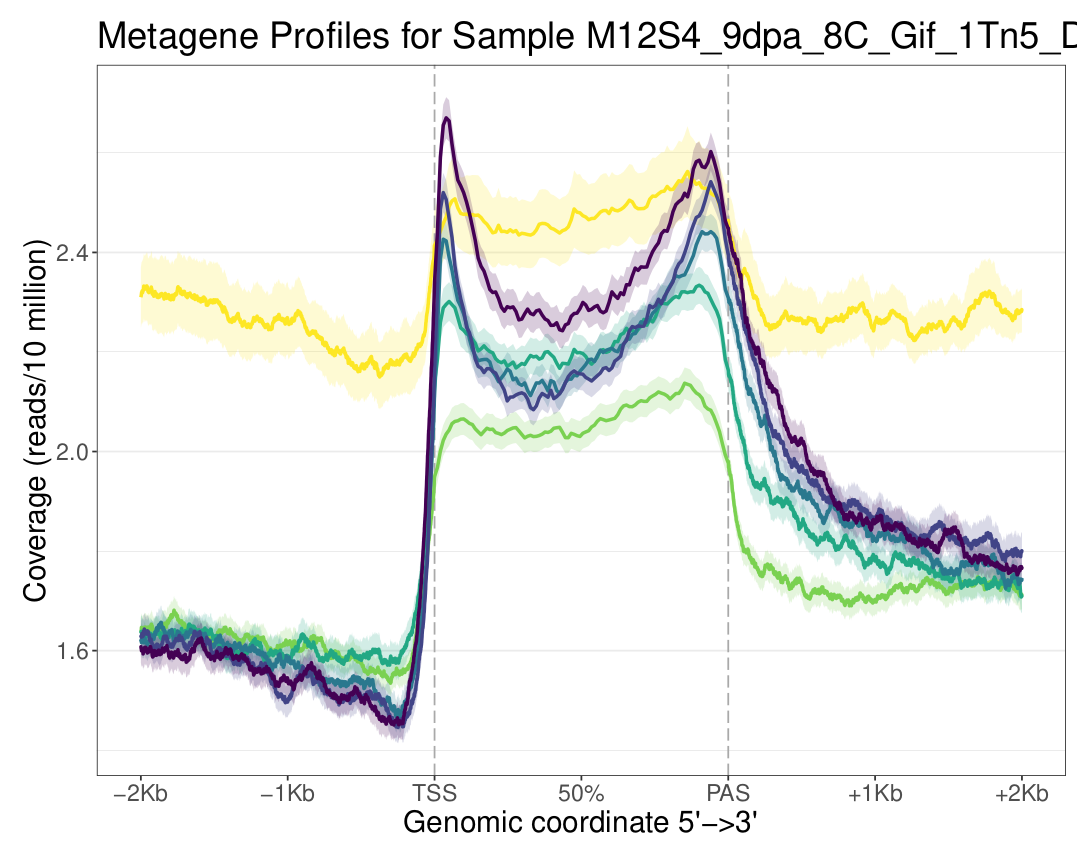 Metagene Profiles for Sample M12S4_9dpa_8C_Gif_1Tn5_D
Coverage (reads/10 million)
2.4
2.0
1.6
−2Kb −1Kb TSS 50% PAS +1Kb +2Kb
Genomic coordinate 5'−>3'